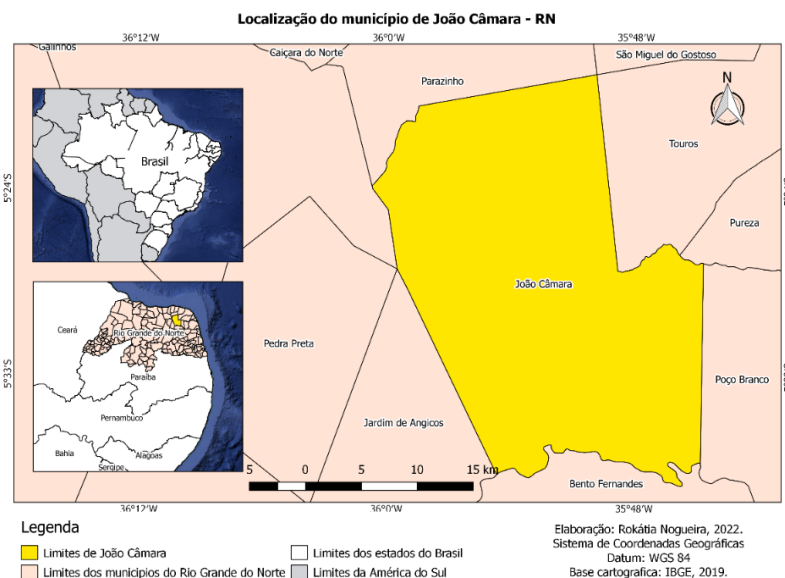 Localização do município de João Câmara - RN
36°12'W 36°0'W 35°48'W
Galinhos
Caiçara do Norte
São Miguel do Gostoso
Parazinho
N
Touros
Brasil
5°24'S
Pureza
João Câmara
Ceará
Rio Grande do Norte
Pedra Preta
Paraíba
5°33'S
Poço Branco
Pernambuco
Jardim de Angicos
Bahia
Alagoas
Sergipe
5 0 5 10 15 km
Bento Fernandes
36°12'W 36°0'W 35°48'W
Legenda
Limites de João Câmara
Limites dos municipios do Rio Grande do Norte
Limites dos estados do Brasil
Limites da América do Sul
Elaboração: Rokátia Nogueira, 2022.
Sistema de Coordenadas Geográficas
Datum: WGS 84
Base cartografica: IBGE, 2019.